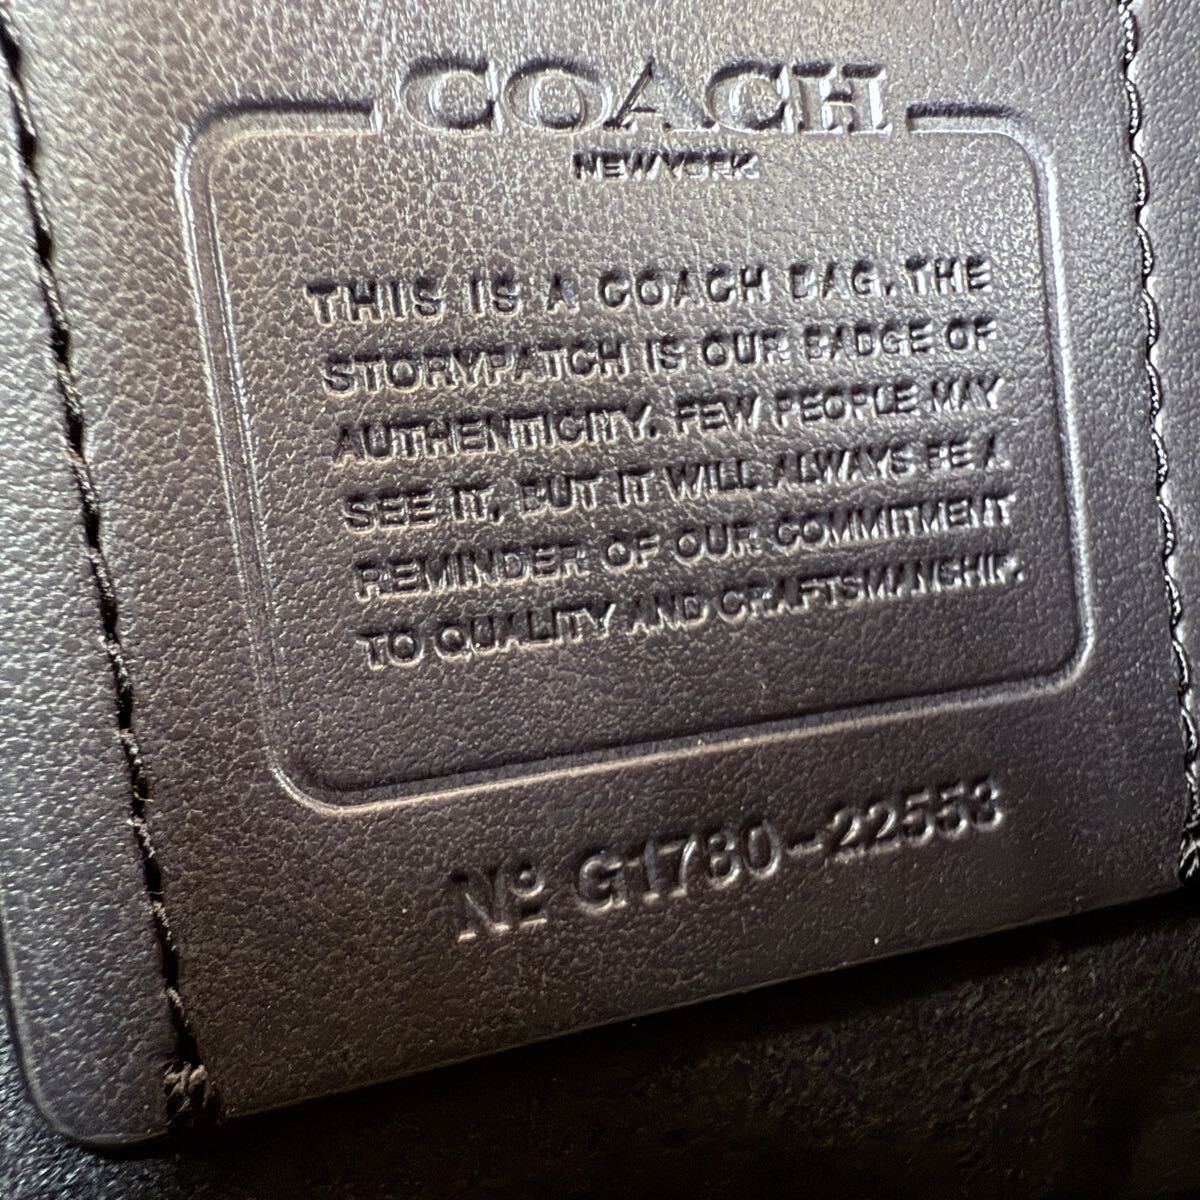 COACH
NEW YORK
THIS IS A COACH BAG. THE
STORYPATCH IS OUR BADGE OF
AUTHENTICITY. FEW PEOPLE MAY
SEE IT, BUT IT WILL ALWAYS BE A
REMINDER OF OUR COMMITMENT
TO QUALITY AND CRAFTSMANSHIP.
Nº G1780-22553